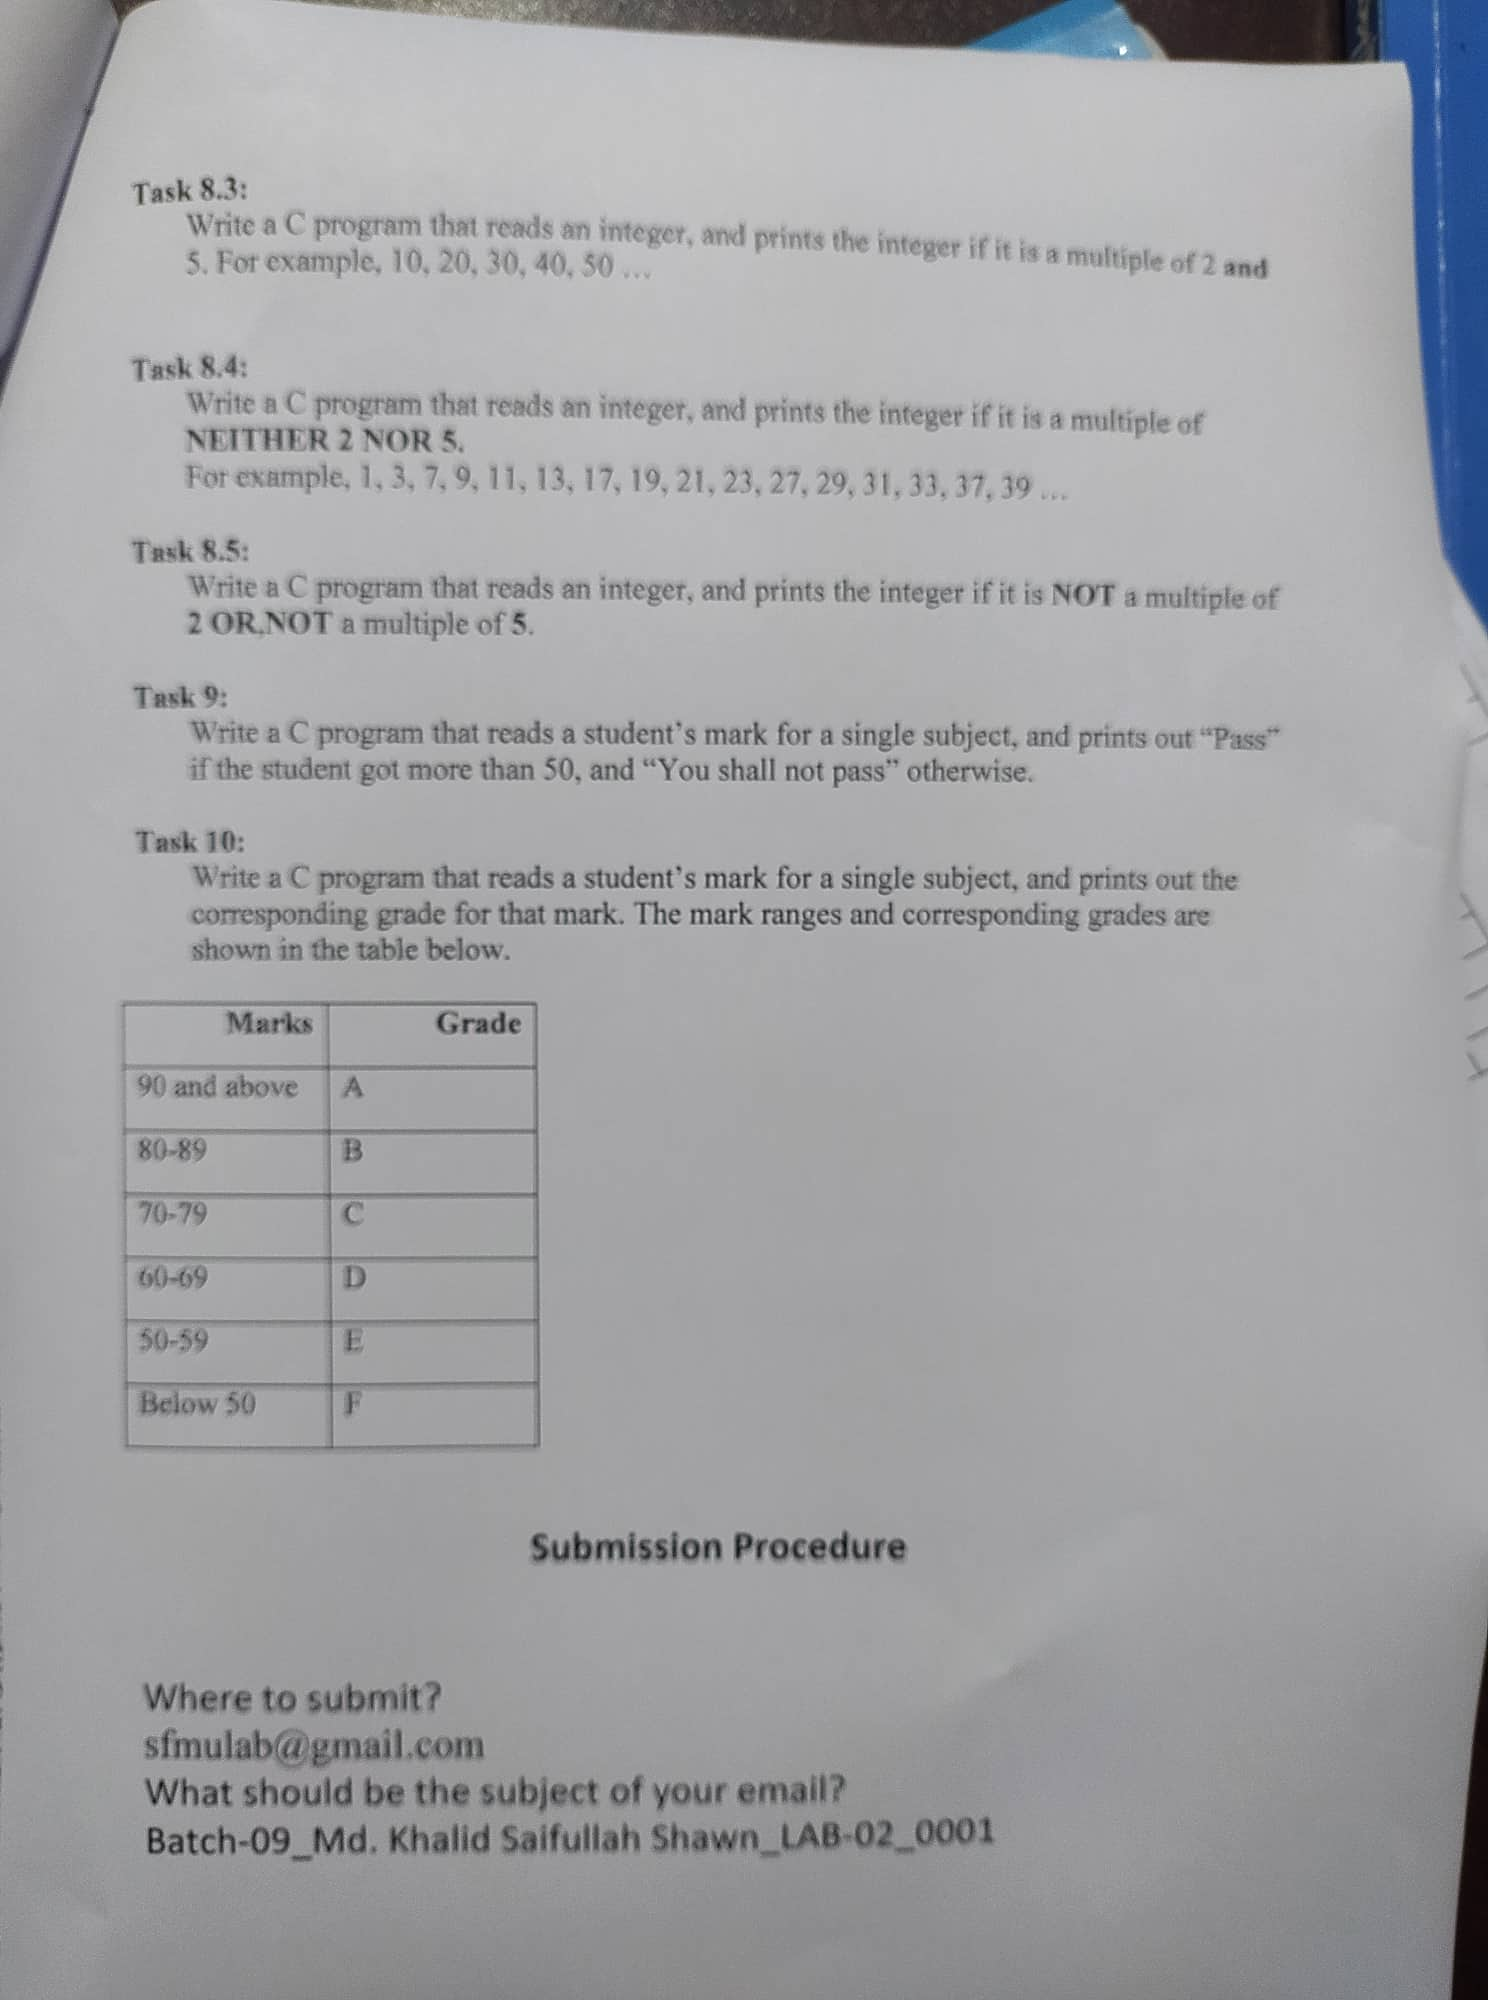 Task 8.3:
Write a C program that reads an integer, and prints the integer if it is a multiple of 2 and
5. For example, 10, 20, 30, 40, 50 ...
Task 8.4:
Write a C program that reads an integer, and prints the integer if it is a multiple of
NEITHER 2 NOR 5.
For example, 1, 3, 7, 9, 11, 13, 17, 19, 21, 23, 27, 29, 31, 33, 37, 39 ...
Task 8.5:
Write a C program that reads an integer, and prints the integer if it is NOT a multiple of
2 OR NOT a multiple of 5.
Task 9:
Write a C program that reads a student's mark for a single subject, and prints out “Pass”
if the student got more than 50, and “You shall not pass” otherwise.
Task 10:
Write a C program that reads a student's mark for a single subject, and prints out the
corresponding grade for that mark. The mark ranges and corresponding grades are
shown in the table below.
Marks Grade
90 and above A
80-89 B
70-79 C
60-69 D
50-59 E
Below 50 F
Submission Procedure
Where to submit?
sfmulab@gmail.com
What should be the subject of your email?
Batch-09_Md. Khalid Saifullah Shawn_LAB-02_0001